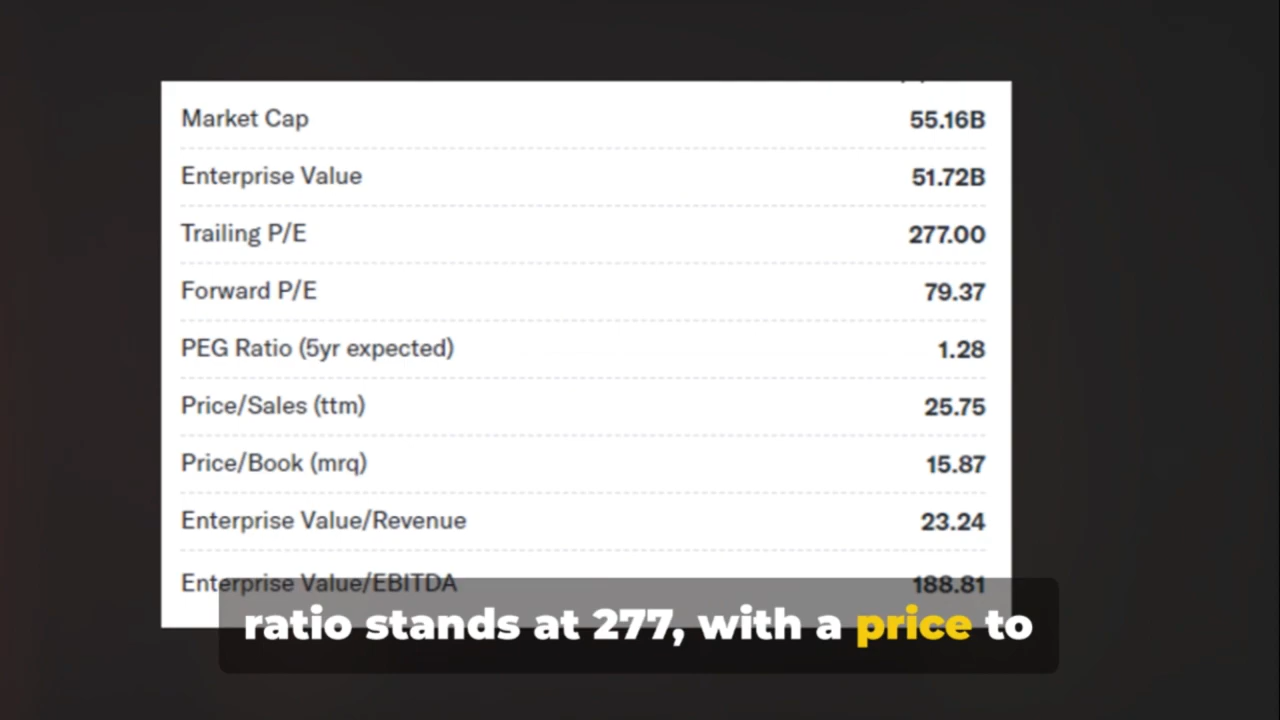 Market Cap 55.16B
Enterprise Value 51.72B
Trailing P/E 277.00
Forward P/E 79.37
PEG Ratio (5yr expected) 1.28
Price/Sales (ttm) 25.75
Price/Book (mrq) 15.87
Enterprise Value/Revenue 23.24
Enterprise Value/EBITDA 188.81
ratio stands at 277, with a price to